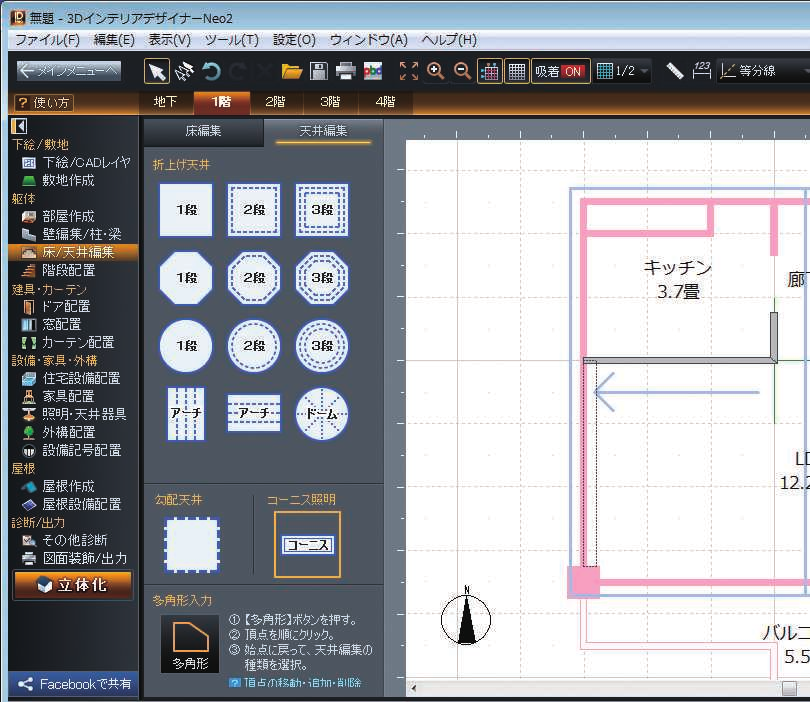 無題 - 3DインテリアデザイナーNeo2
ファイル(F) 編集(E) 表示(V) ツール(T) 設定(O) ウィンドウ(A) ヘルプ(H)
メインメニューへ abc 吸着 ON 1/2 123 等分線
? 使い方 地下 1階 2階 3階 4階
床編集 天井編集
下絵/敷地
下絵/CADレイヤ
敷地作成
躯体
部屋作成
壁編集/柱・梁
床/天井編集
階段配置
建具・カーテン
ドア配置
窓配置
カーテン配置
設備・家具・外構
住宅設備配置
家具配置
照明・天井器具
外構配置
設備記号配置
屋根
屋根作成
屋根設備配置
診断/出力
その他診断
図面装飾/出力
立体化
Facebookで共有
折上げ天井
1段 2段 3段
1段 2段 3段
1段 2段 3段
アーチ アーチ ドーム
勾配天井 コーニス照明
コーニス
多角形入力
多角形
①【多角形】ボタンを押す。
② 頂点を順にクリック。
③ 始点に戻って、天井編集の
種類を選択。
? 頂点の移動・追加・削除
キッチン
3.7畳
廊下
LD
12.2
N
バルコ
5.5